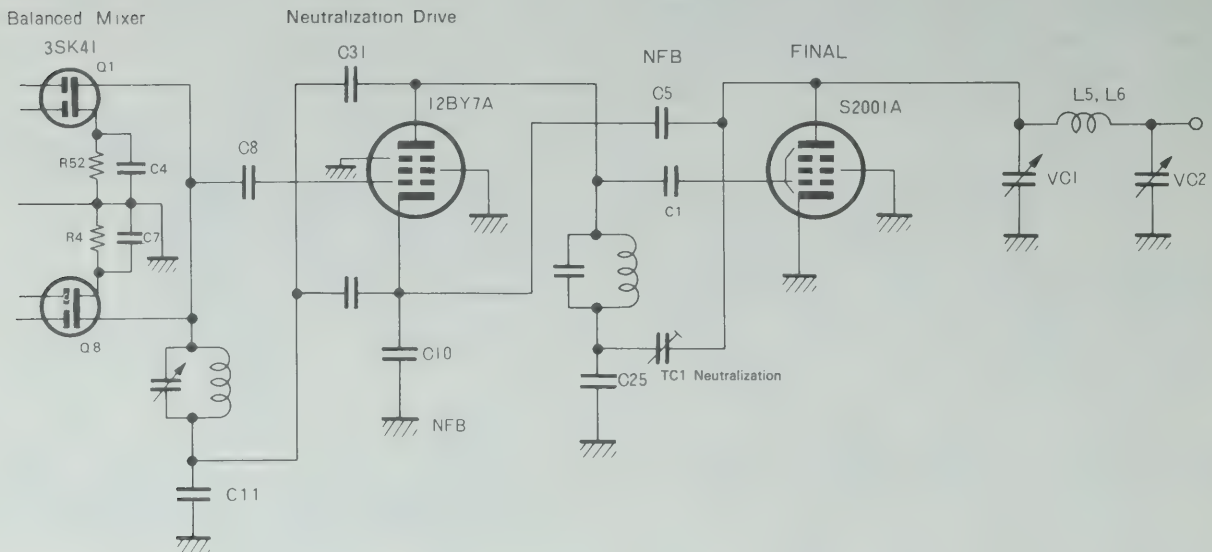 Balanced Mixer
Neutralization Drive
3SK41
Q1
C31
NFB
FINAL
12BY7A
C5
S2001A
L5, L6
R52
C4
C8
C1
VC1
VC2
R4
C7
Q8
C10
C25
TC1 Neutralization
NFB
C11